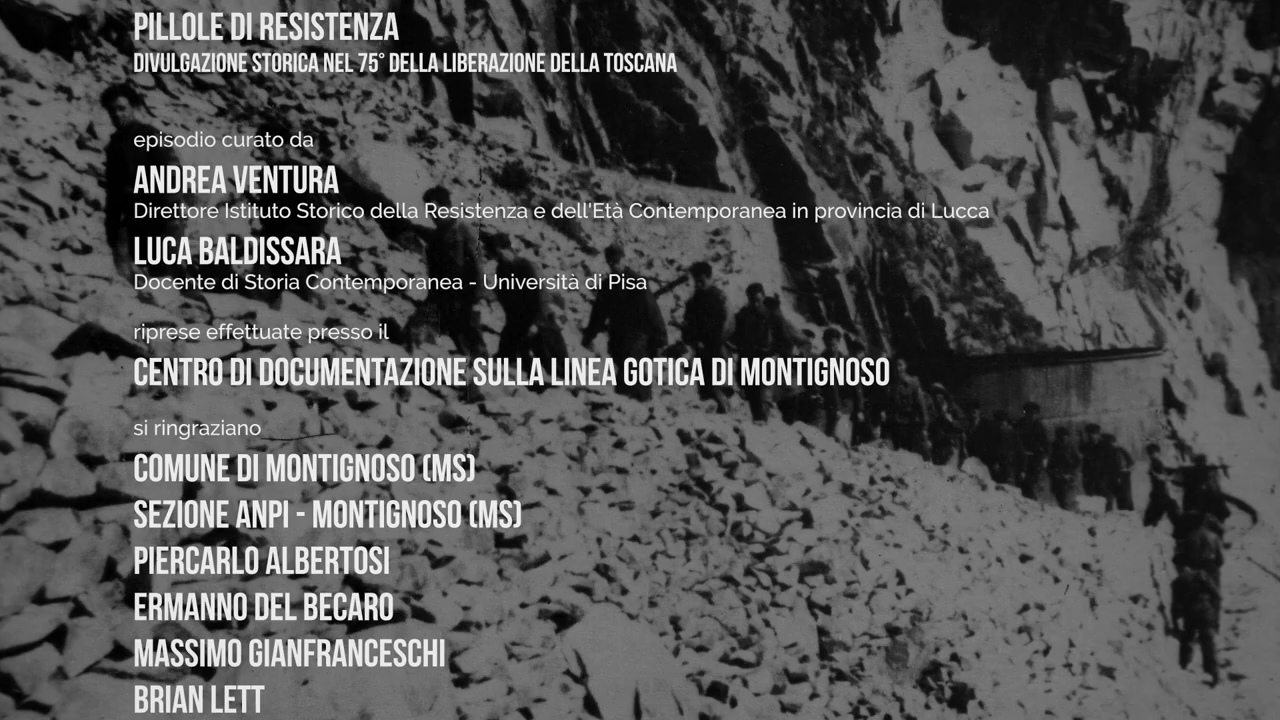 PILLOLE DI RESISTENZA
DIVULGAZIONE STORICA NEL 75° DELLA LIBERAZIONE DELLA TOSCANA
episodio curato da
ANDREA VENTURA
Direttore Istituto Storico della Resistenza e dell'Età Contemporanea in provincia di Lucca
LUCA BALDISSARA
Docente di Storia Contemporanea - Università di Pisa
riprese effettuate presso il
CENTRO DI DOCUMENTAZIONE SULLA LINEA GOTICA DI MONTIGNOSO
si ringraziano
COMUNE DI MONTIGNOSO (MS)
SEZIONE ANPI - MONTIGNOSO (MS)
PIERCARLO ALBERTOSI
ERMANNO DEL BECARO
MASSIMO GIANFRANCESCHI
BRIAN LETT